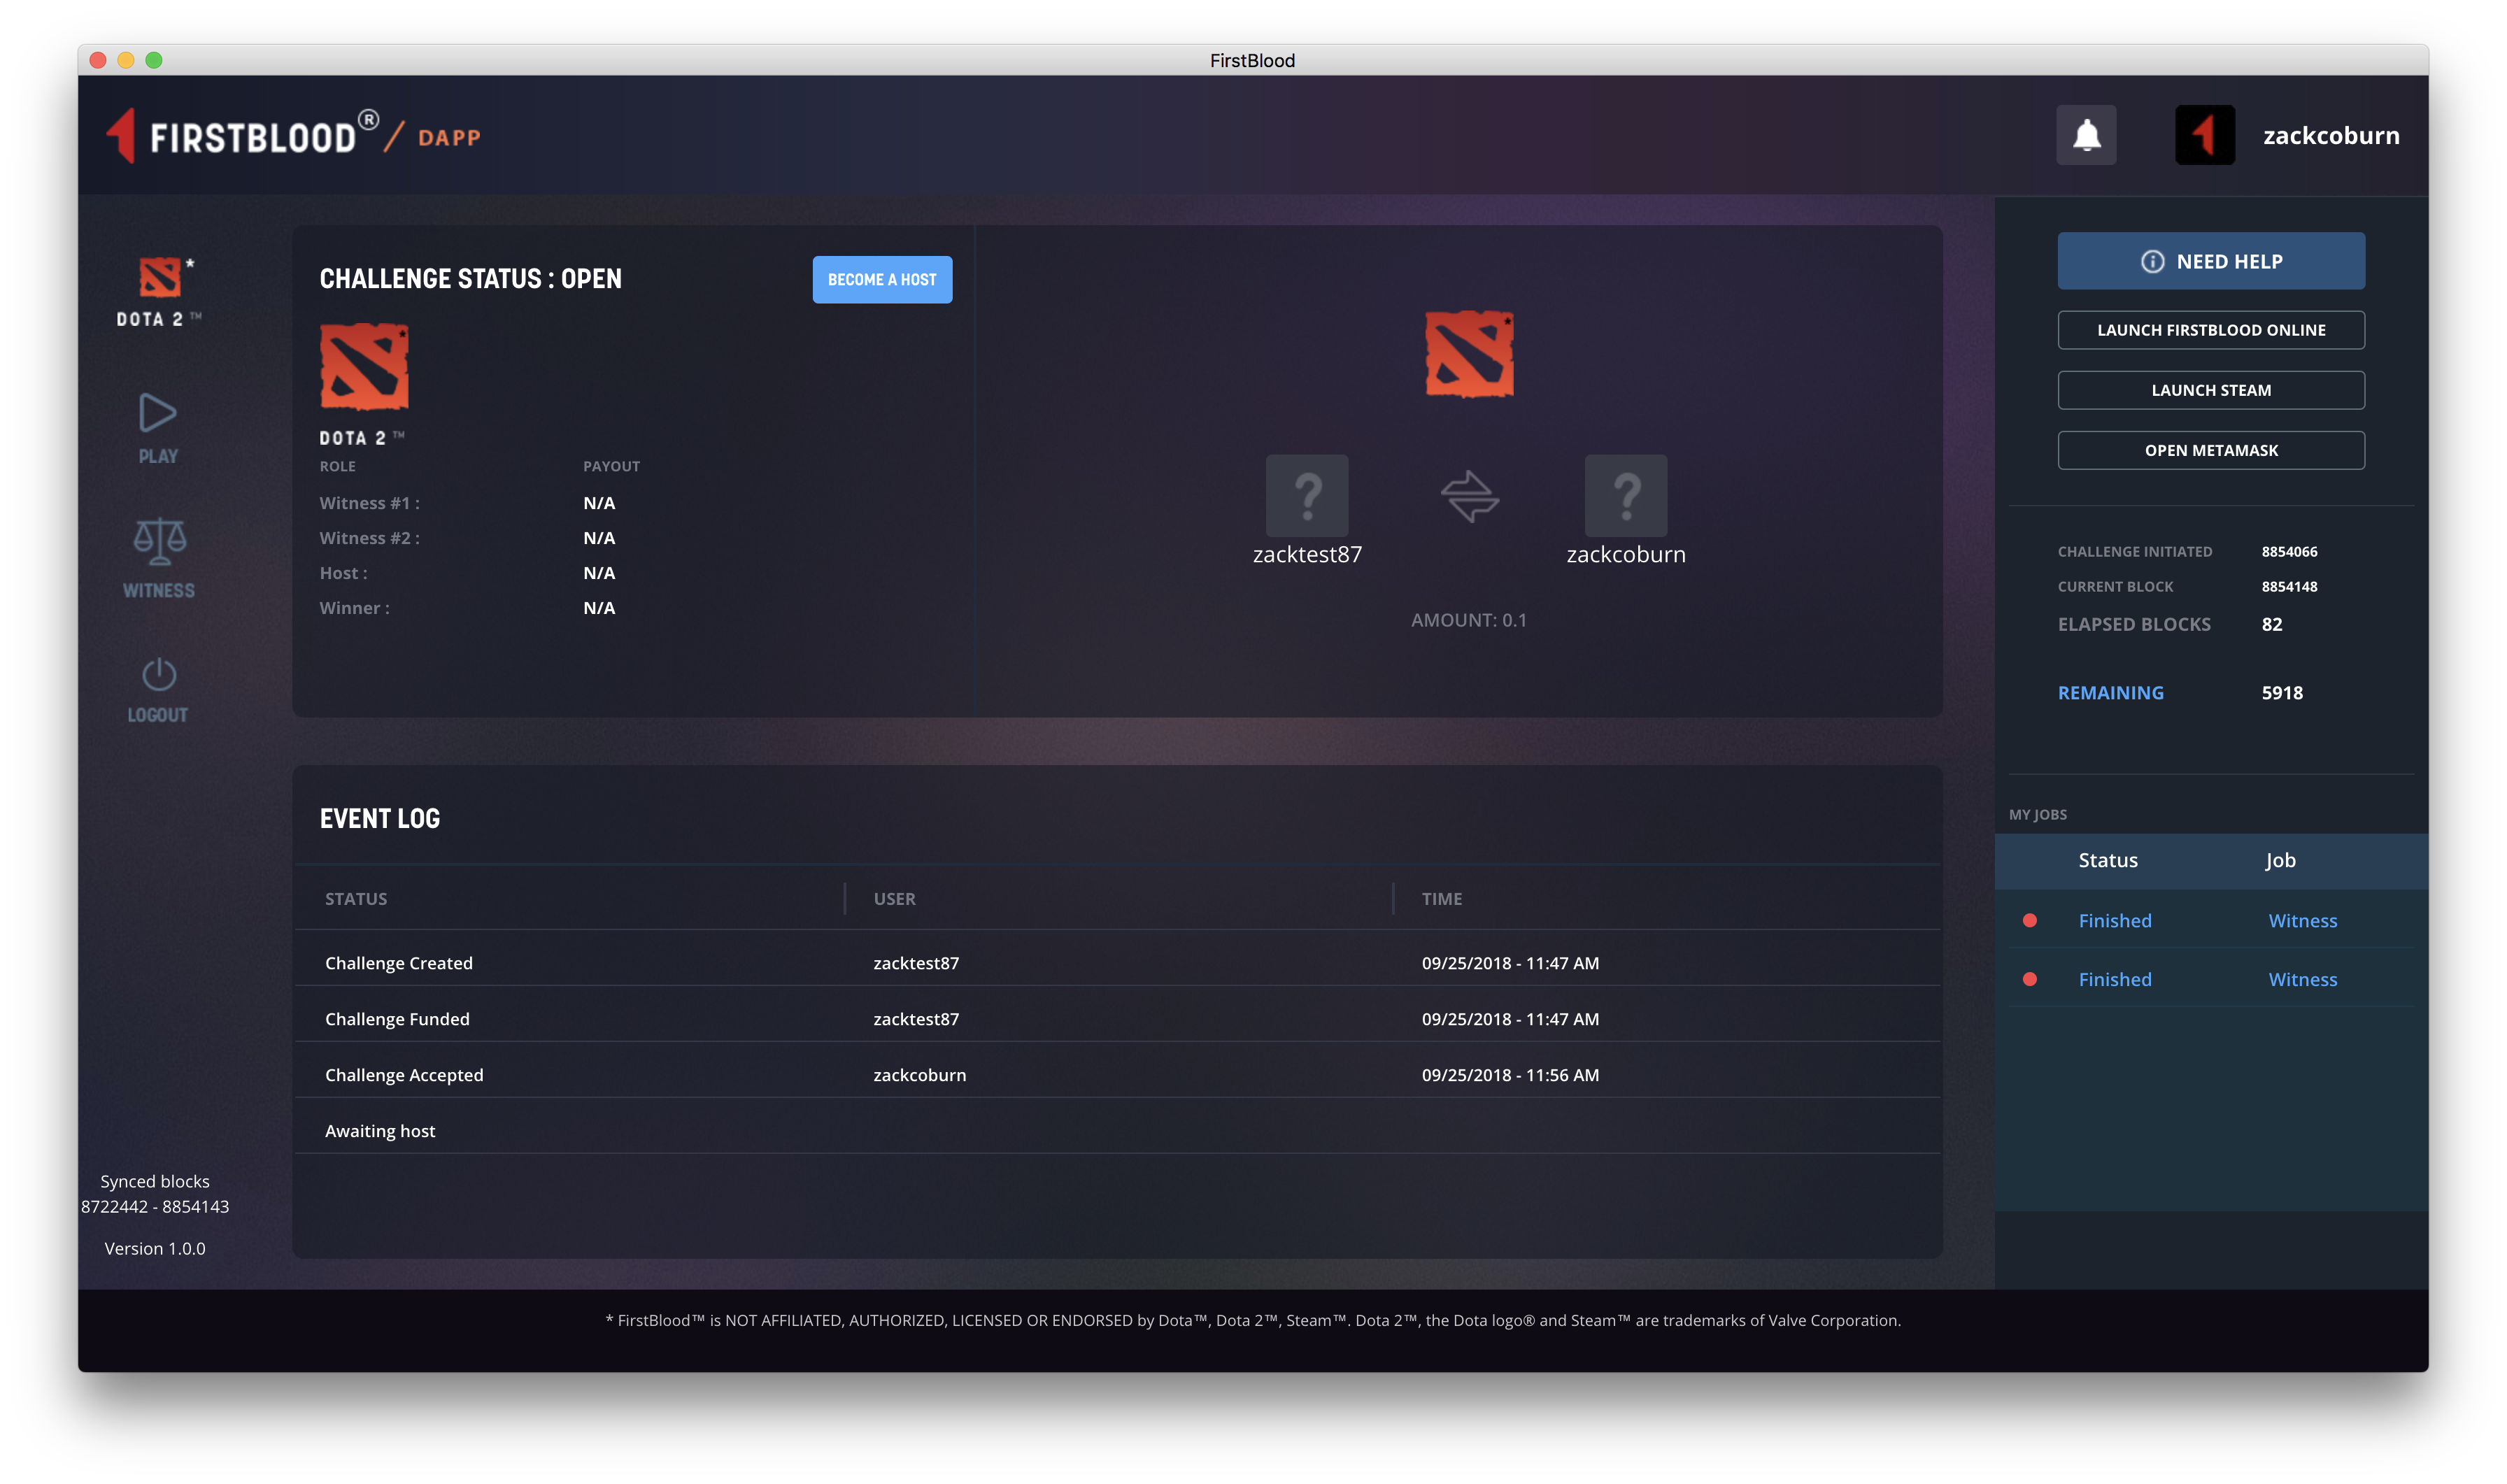 FirstBlood
FIRSTBLOOD® / DAPP
zackcoburn
*
DOTA 2 ™
PLAY
WITNESS
LOGOUT
Synced blocks
8722442 - 8854143
Version 1.0.0
CHALLENGE STATUS : OPEN
BECOME A HOST
DOTA 2 ™
ROLE PAYOUT
Witness #1 : N/A
Witness #2 : N/A
Host : N/A
Winner : N/A
? ?
zacktest87 zackcoburn
AMOUNT: 0.1
EVENT LOG
STATUS USER TIME
Challenge Created zacktest87 09/25/2018 - 11:47 AM
Challenge Funded zacktest87 09/25/2018 - 11:47 AM
Challenge Accepted zackcoburn 09/25/2018 - 11:56 AM
Awaiting host
NEED HELP
LAUNCH FIRSTBLOOD ONLINE
LAUNCH STEAM
OPEN METAMASK
CHALLENGE INITIATED 8854066
CURRENT BLOCK 8854148
ELAPSED BLOCKS 82
REMAINING 5918
MY JOBS
Status Job
Finished Witness
Finished Witness
* FirstBlood™ is NOT AFFILIATED, AUTHORIZED, LICENSED OR ENDORSED by Dota™, Dota 2™, Steam™. Dota 2™, the Dota logo® and Steam™ are trademarks of Valve Corporation.